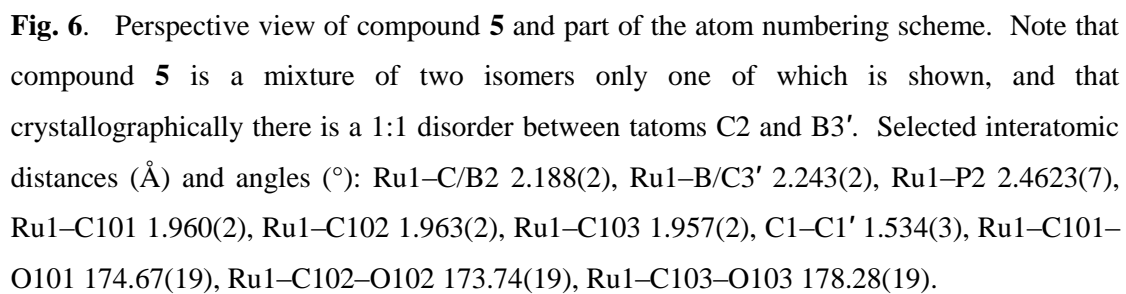 Fig. 6. Perspective view of compound 5 and part of the atom numbering scheme. Note that
compound 5 is a mixture of two isomers only one of which is shown, and that
crystallographically there is a 1:1 disorder between tatoms C2 and B3′. Selected interatomic
distances (Å) and angles (°): Ru1–C/B2 2.188(2), Ru1–B/C3′ 2.243(2), Ru1–P2 2.4623(7),
Ru1–C101 1.960(2), Ru1–C102 1.963(2), Ru1–C103 1.957(2), C1–C1′ 1.534(3), Ru1–C101–
O101 174.67(19), Ru1–C102–O102 173.74(19), Ru1–C103–O103 178.28(19).